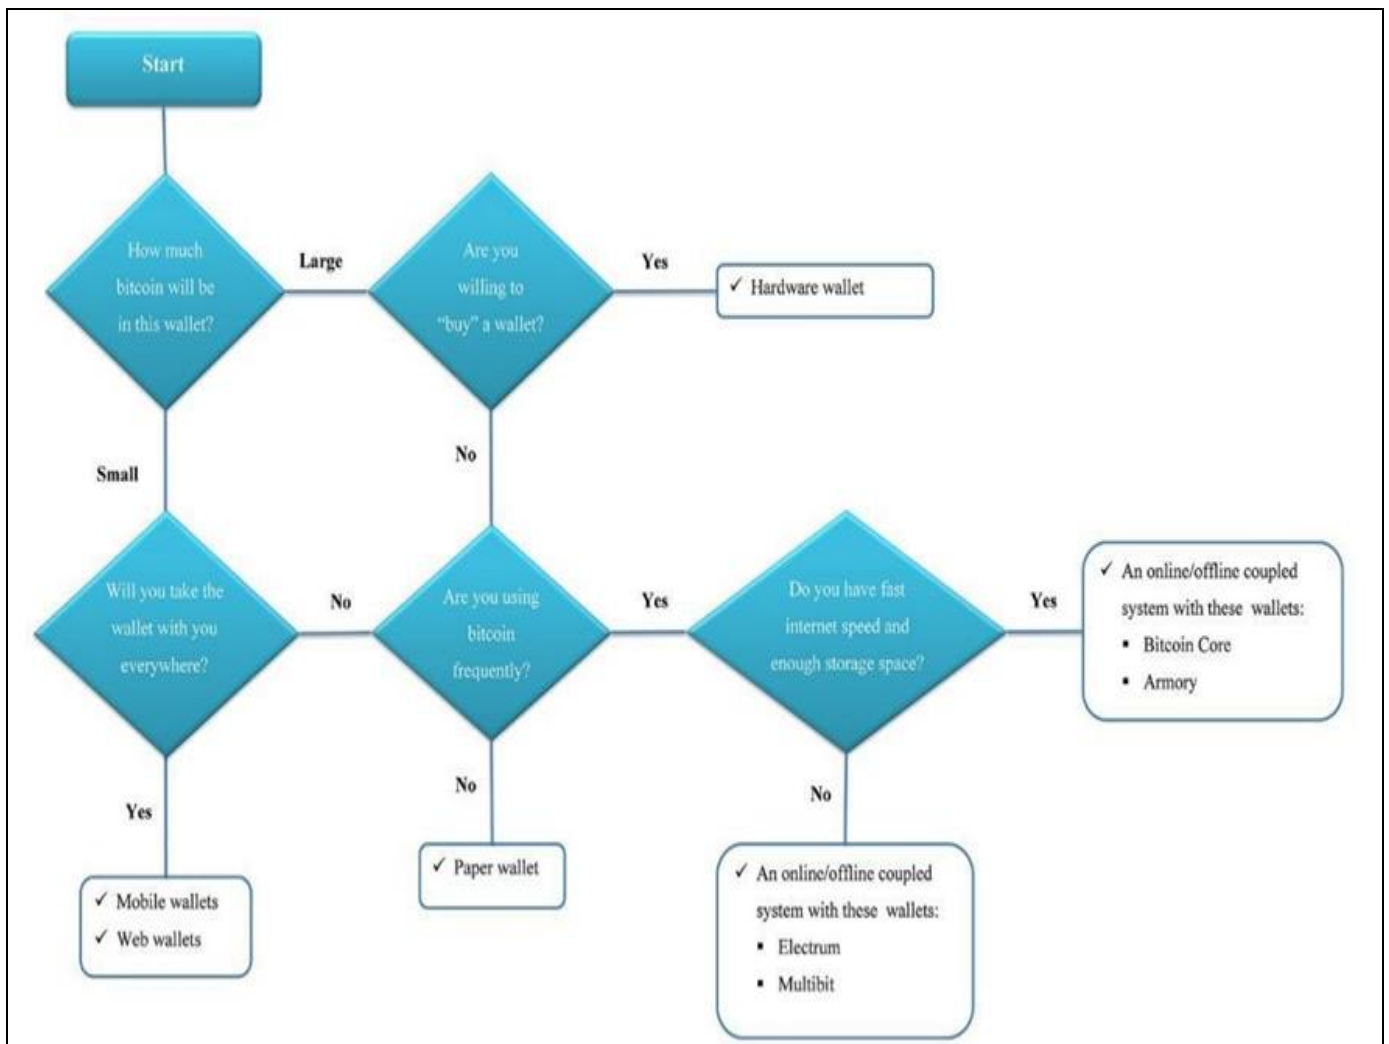 Start
How much
bitcoin will be
in this wallet?
Large
Are you
willing to
“buy” a wallet?
Yes
✓ Hardware wallet
Small
No
Will you take the
wallet with you
everywhere?
No
Are you using
bitcoin
frequently?
Yes
Do you have fast
internet speed and
enough storage space?
Yes
✓ An online/offline coupled
system with these wallets:
▪ Bitcoin Core
▪ Armory
Yes
✓ Mobile wallets
✓ Web wallets
No
✓ Paper wallet
No
✓ An online/offline coupled
system with these wallets:
▪ Electrum
▪ Multibit